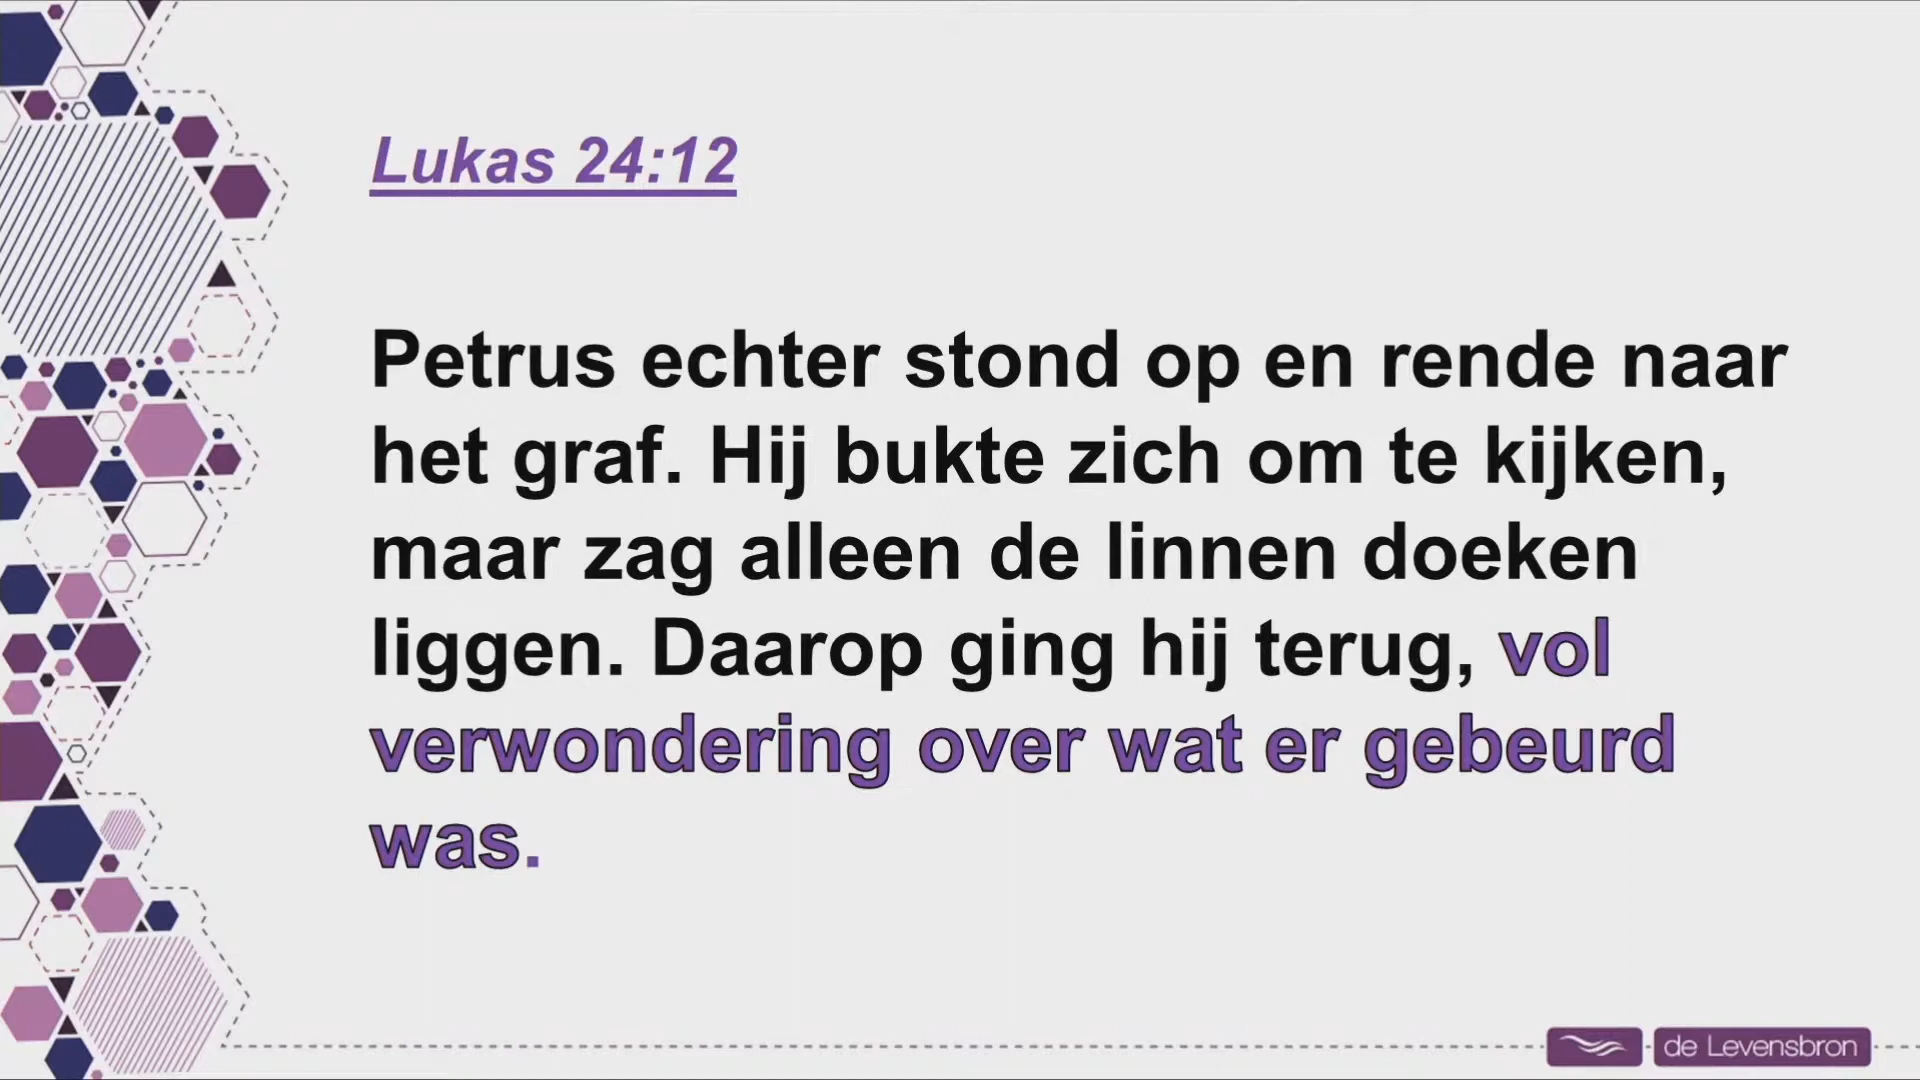 Lukas 24:12
Petrus echter stond op en rende naar
het graf. Hij bukte zich om te kijken,
maar zag alleen de linnen doeken
liggen. Daarop ging hij terug, vol
verwondering over wat er gebeurd
was.
de Levensbron